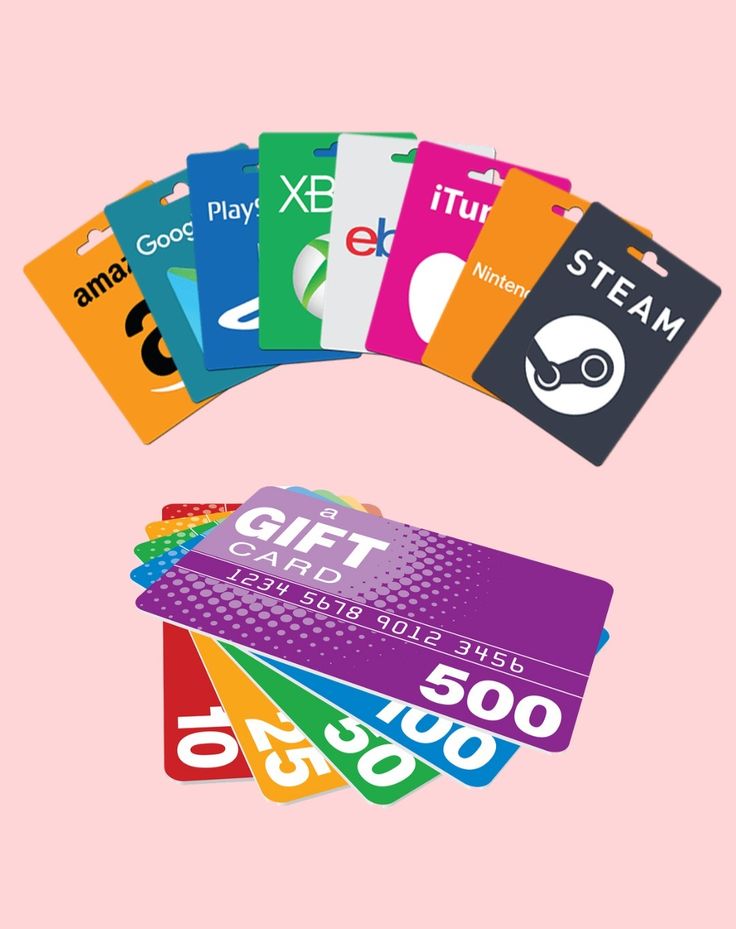 amaz
Goog
PlayS
XB
eb
iTun
Nintend
STEAM
a
GIFT
CARD
1234 5678 9012 3456
500
100
50
25
10